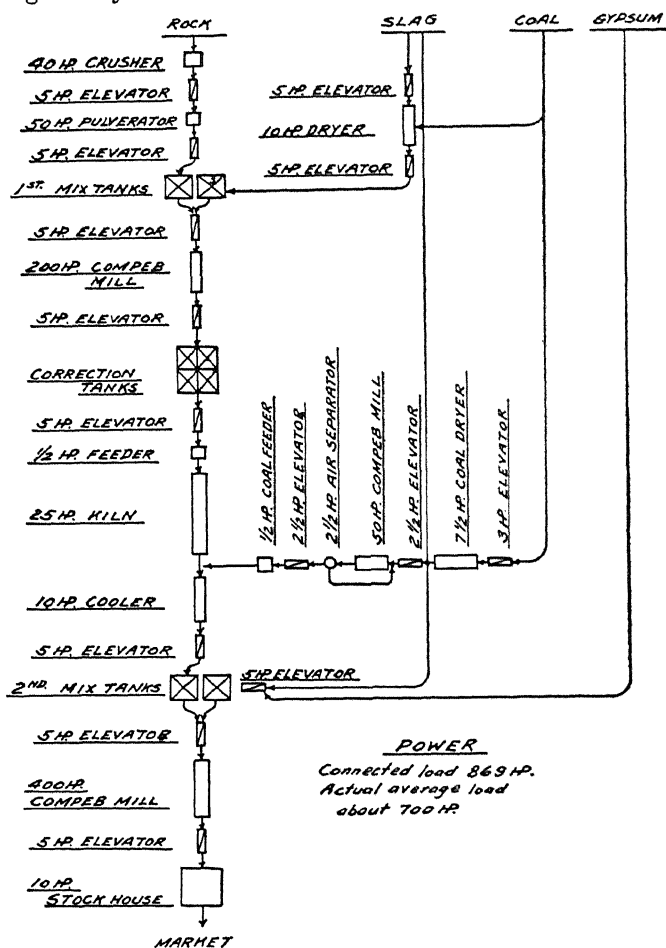 ROCK
SLAG
COAL
GYPSUM
40 HP. CRUSHER
5 HP. ELEVATOR
50 HP. PULVERATOR
5 HP. ELEVATOR
1ST. MIX TANKS
5 HP. ELEVATOR
10 HP. DRYER
5 HP. ELEVATOR
5 HP. ELEVATOR
200 HP. COMPEB
MILL
5 HP. ELEVATOR
CORRECTION
TANKS
5 HP. ELEVATOR
1/2 HP. FEEDER
25 HP. KILN
1/2 HP. COAL FEEDER
2 1/2 HP. ELEVATOR
2 1/2 HP. AIR SEPARATOR
50 HP. COMPEB MILL
2 1/2 HP. ELEVATOR
7 1/2 HP. COAL DRYER
3 HP. ELEVATOR
10 HP. COOLER
5 HP. ELEVATOR
2ND. MIX TANKS
5 HP. ELEVATOR
5 HP. ELEVATOR
400 HP.
COMPEB MILL
5 HP. ELEVATOR
10 HP.
STOCK HOUSE
MARKET
POWER
Connected load 869 HP.
Actual average load
about 700 HP.